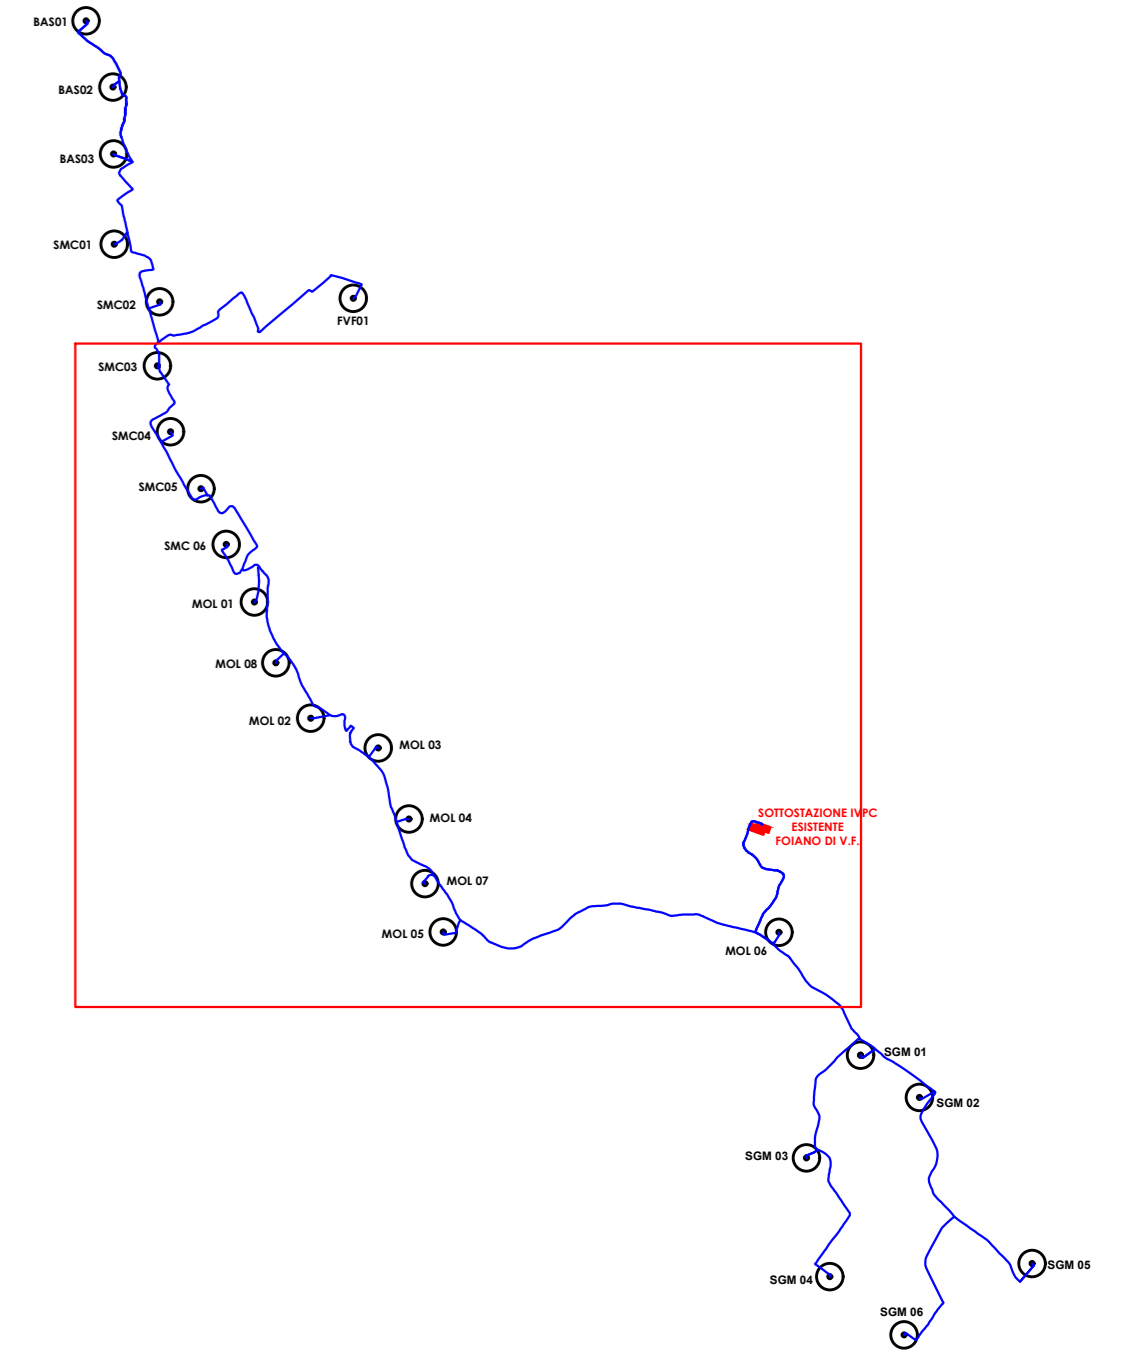 BAS01
BAS02
BAS03
SMC01
SMC02
FVF01
SMC03
SMC04
SMC05
SMC 06
MOL 01
MOL 08
MOL 02
MOL 03
MOL 04
SOTTOSTAZIONE IVPC
ESISTENTE
FOIANO DI V.F.
MOL 07
MOL 05
MOL 06
SGM 01
SGM 02
SGM 03
SGM 04
SGM 05
SGM 06